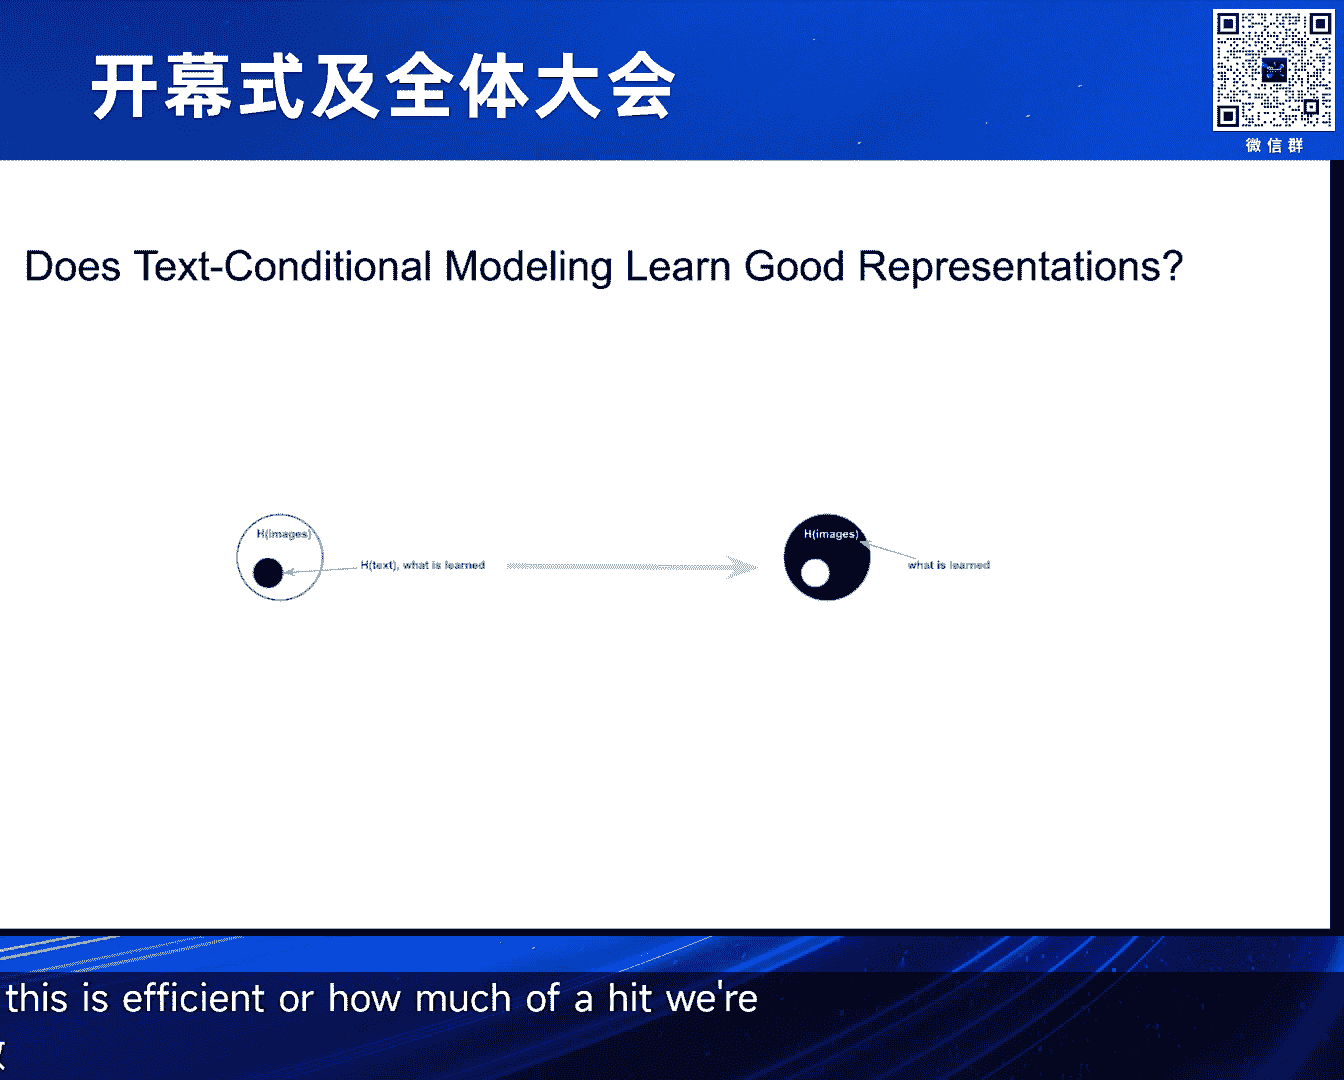 开幕式及全体大会
微信群
Does Text-Conditional Modeling Learn Good Representations?
H(images)
H(text), what is learned
H(images)
what is learned
this is efficient or how much of a hit we're